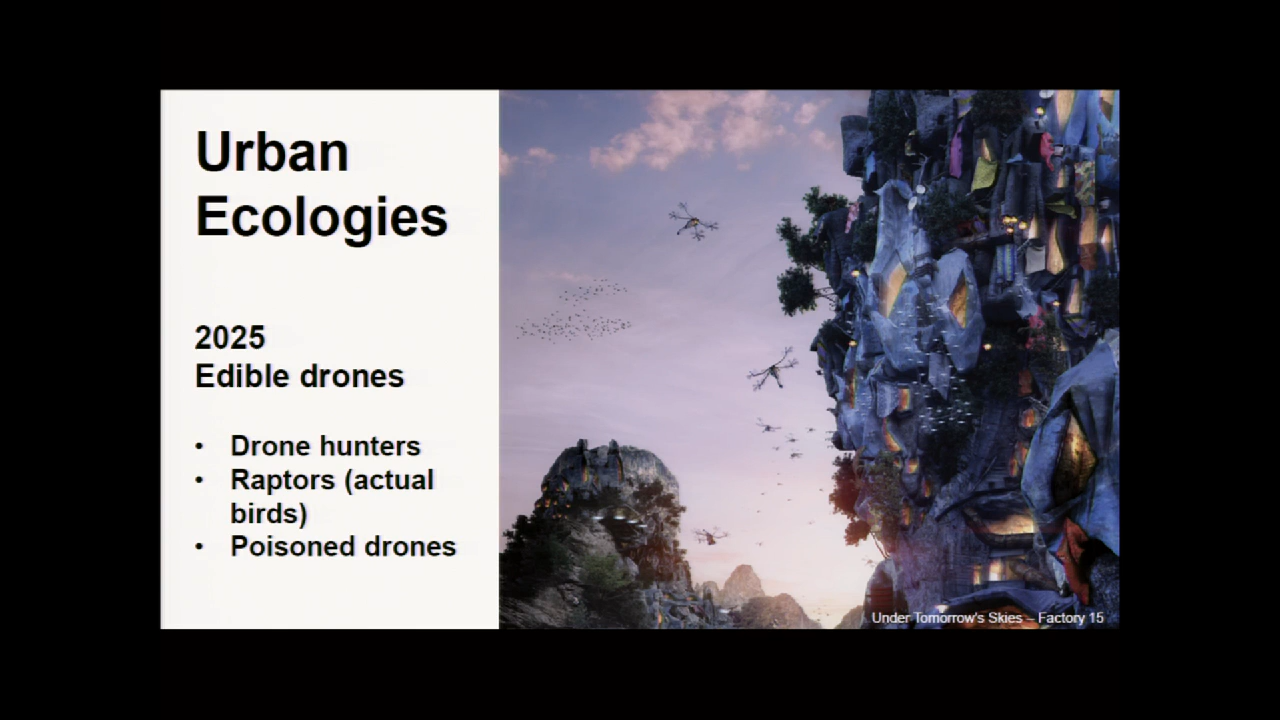 Urban
Ecologies
2025
Edible drones
• Drone hunters
• Raptors (actual
birds)
• Poisoned drones
Under Tomorrow's Skies – Factory 15